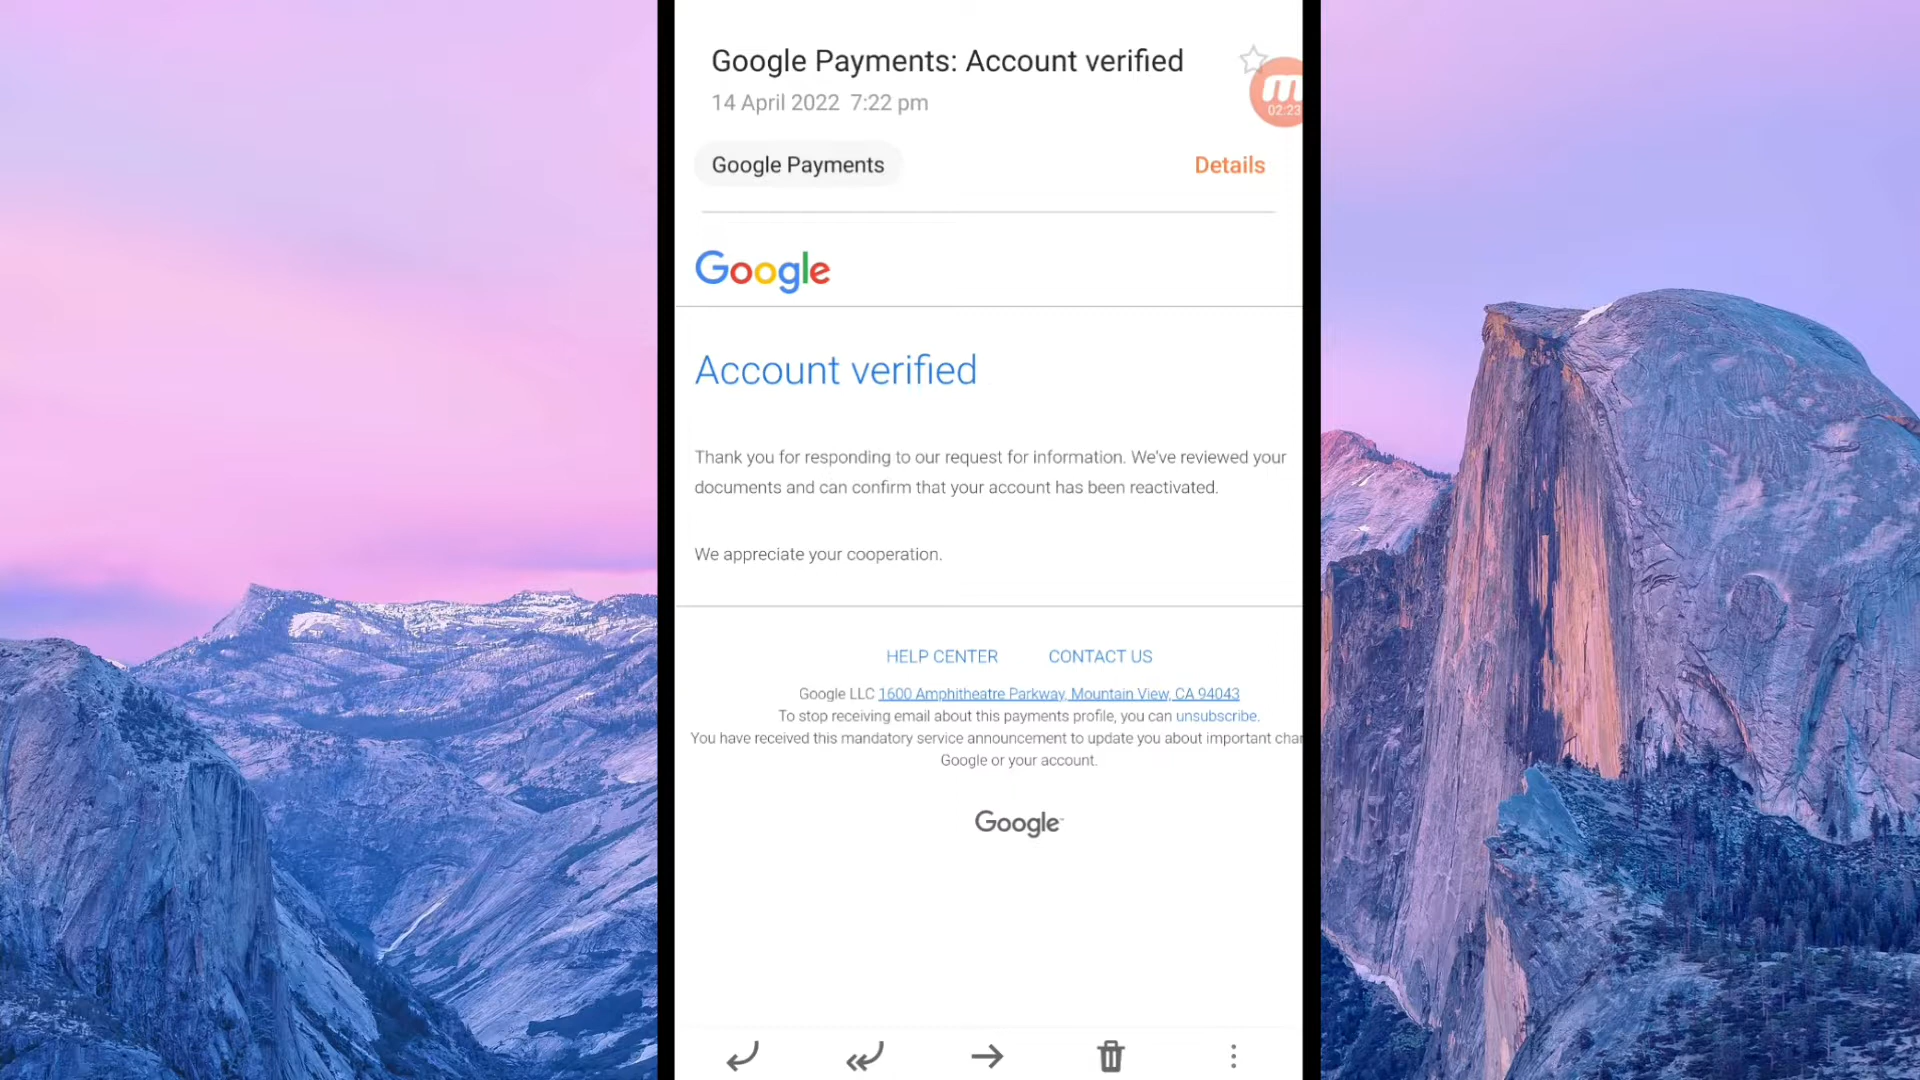 Google Payments: Account verified
14 April 2022 7:22 pm
02:23
Google Payments
Details
Google
Account verified
Thank you for responding to our request for information. We've reviewed your
documents and can confirm that your account has been reactivated.
We appreciate your cooperation.
HELP CENTER CONTACT US
Google LLC 1600 Amphitheatre Parkway, Mountain View, CA 94043
To stop receiving email about this payments profile, you can unsubscribe.
You have received this mandatory service announcement to update you about important
Google or your account.
Google